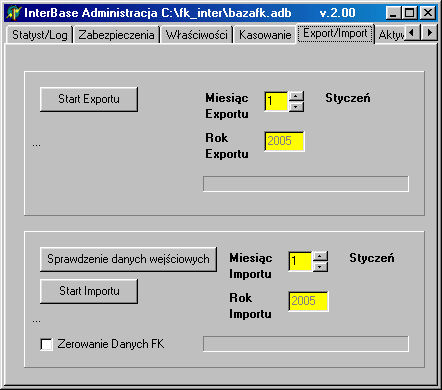 InterBase Administracja C:\fk_inter\bazafk.adb v.2.00
Statyst/Log Zabezpieczenia Właściwości Kasowanie Export/Import Aktyw
Start Exportu Miesiąc Exportu 1 Styczeń
... Rok Exportu 2005
Sprawdzenie danych wejściowych Miesiąc Importu 1 Styczeń
Start Importu Rok Importu 2005
...
Zerowanie Danych FK